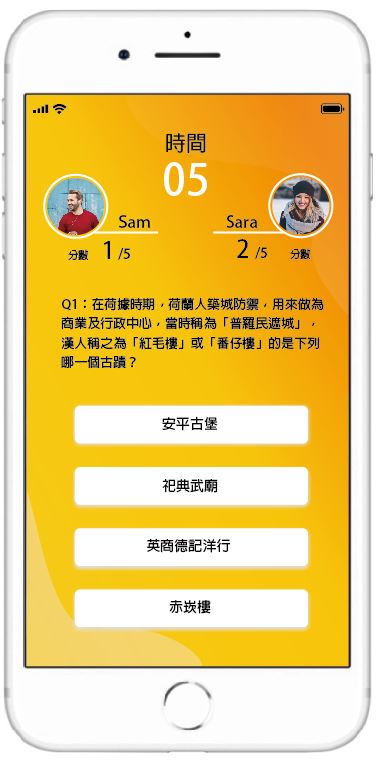 時間
05
Sam
Sara
分數 1 /5
2 /5 分數
Q1：在荷據時期，荷蘭人築城防禦，用來做為
商業及行政中心，當時稱為「普羅民遮城」，
漢人稱之為「紅毛樓」或「番仔樓」的是下列
哪一個古蹟？
安平古堡
祀典武廟
英商德記洋行
赤崁樓